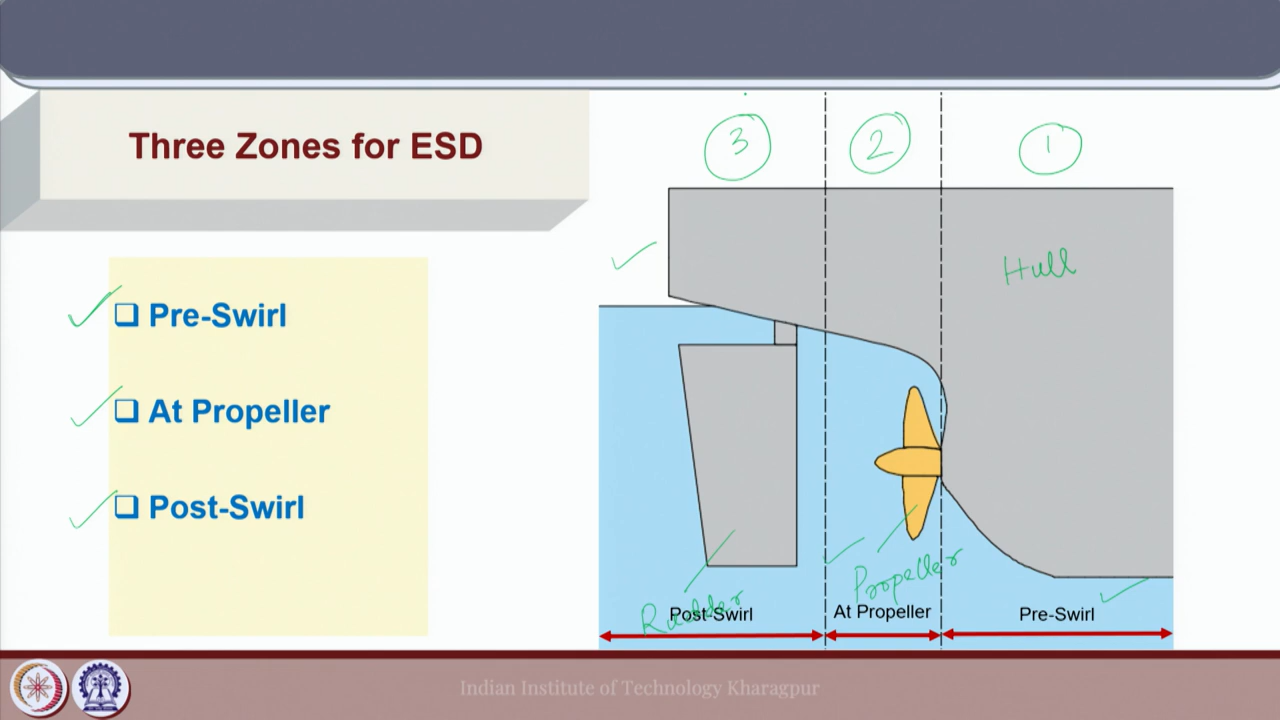 Three Zones for ESD
Pre-Swirl
At Propeller
Post-Swirl
3
2
1
Hull
Rudder
Propeller
Post-Swirl
At Propeller
Pre-Swirl
Indian Institute of Technology Kharagpur